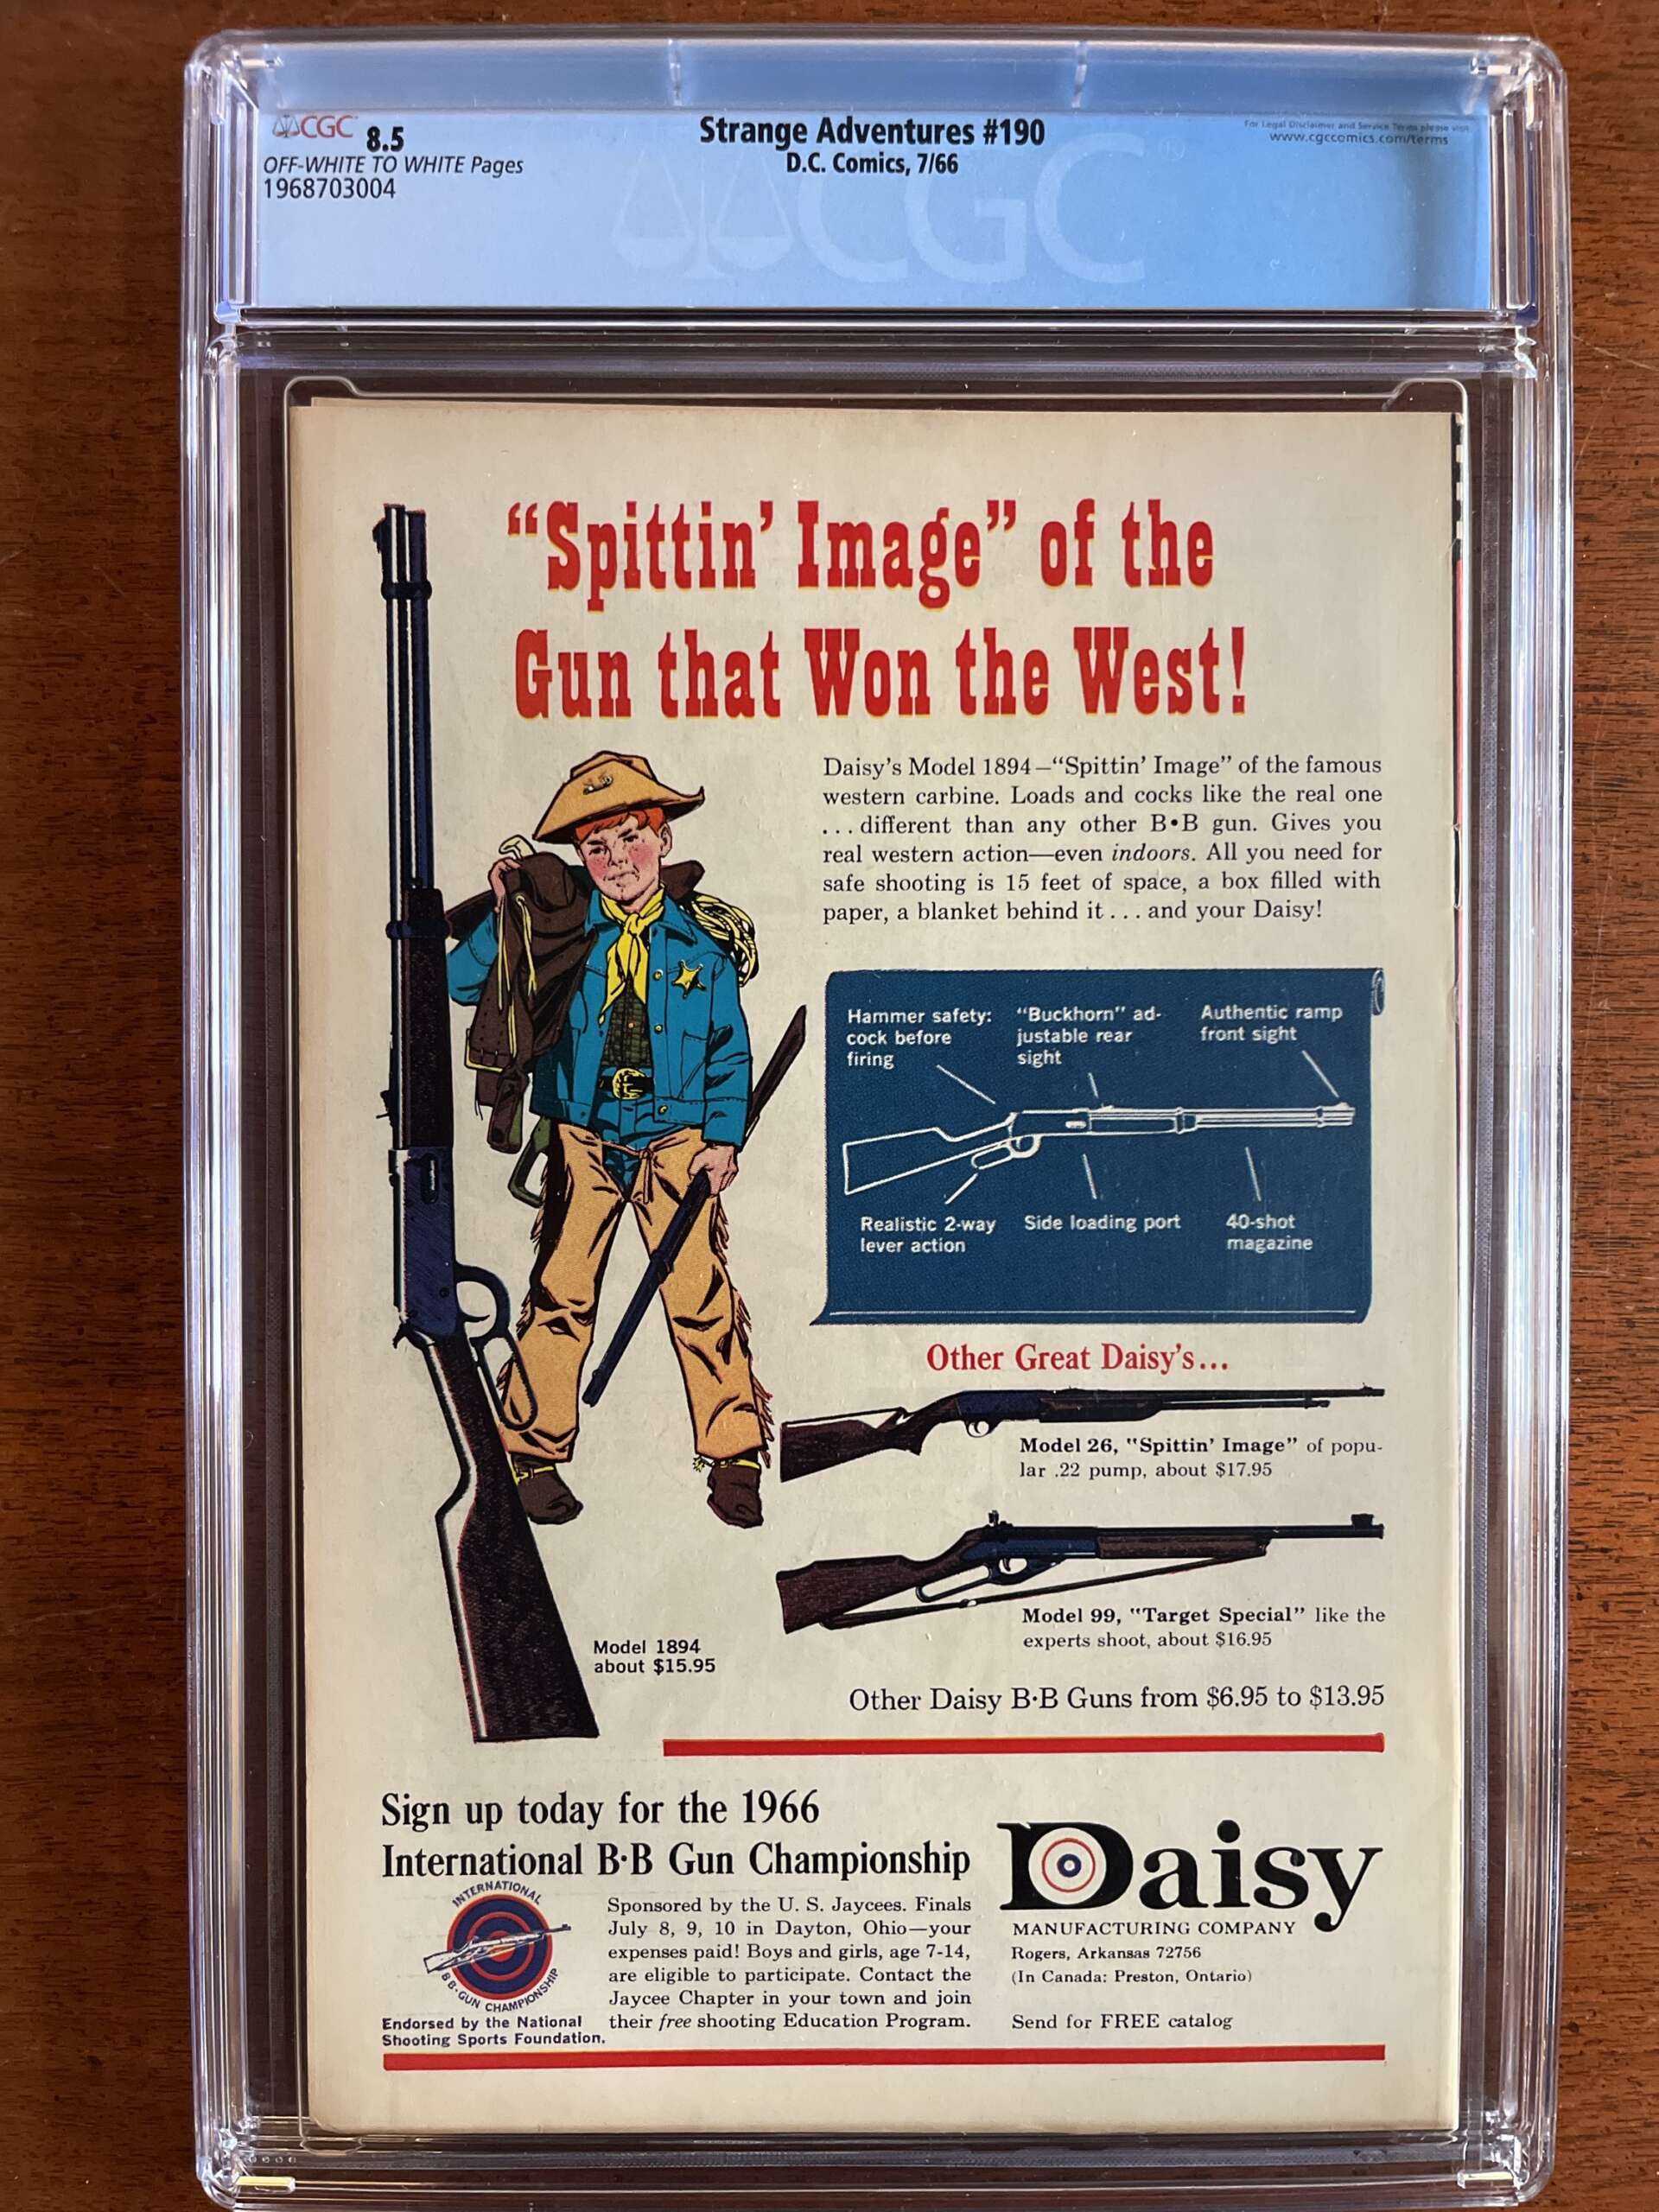 CGC 8.5
OFF-WHITE TO WHITE Pages
1968703004
Strange Adventures #190
D.C. Comics, 7/66
For Legal Disclaimer and Service Terms please visit
www.cgccomics.com/terms
CGC
“Spittin’ Image” of the
Gun that Won the West!
Daisy’s Model 1894—“Spittin’ Image” of the famous
western carbine. Loads and cocks like the real one
...different than any other B•B gun. Gives you
real western action—even indoors. All you need for
safe shooting is 15 feet of space, a box filled with
paper, a blanket behind it...and your Daisy!
Hammer safety:
cock before
firing
“Buckhorn” ad-
justable rear
sight
Authentic ramp
front sight
Realistic 2-way
lever action
Side loading port
40-shot
magazine
Other Great Daisy’s...
Model 26, “Spittin’ Image” of popu-
lar .22 pump, about $17.95
Model 99, “Target Special” like the
experts shoot, about $16.95
Model 1894
about $15.95
Other Daisy B·B Guns from $6.95 to $13.95
Sign up today for the 1966
International B·B Gun Championship
INTERNATIONAL
B·B·GUN CHAMPIONSHIP
Endorsed by the National
Shooting Sports Foundation.
Sponsored by the U. S. Jaycees. Finals
July 8, 9, 10 in Dayton, Ohio—your
expenses paid! Boys and girls, age 7-14,
are eligible to participate. Contact the
Jaycee Chapter in your town and join
their free shooting Education Program.
Daisy
MANUFACTURING COMPANY
Rogers, Arkansas 72756
(In Canada: Preston, Ontario)
Send for FREE catalog